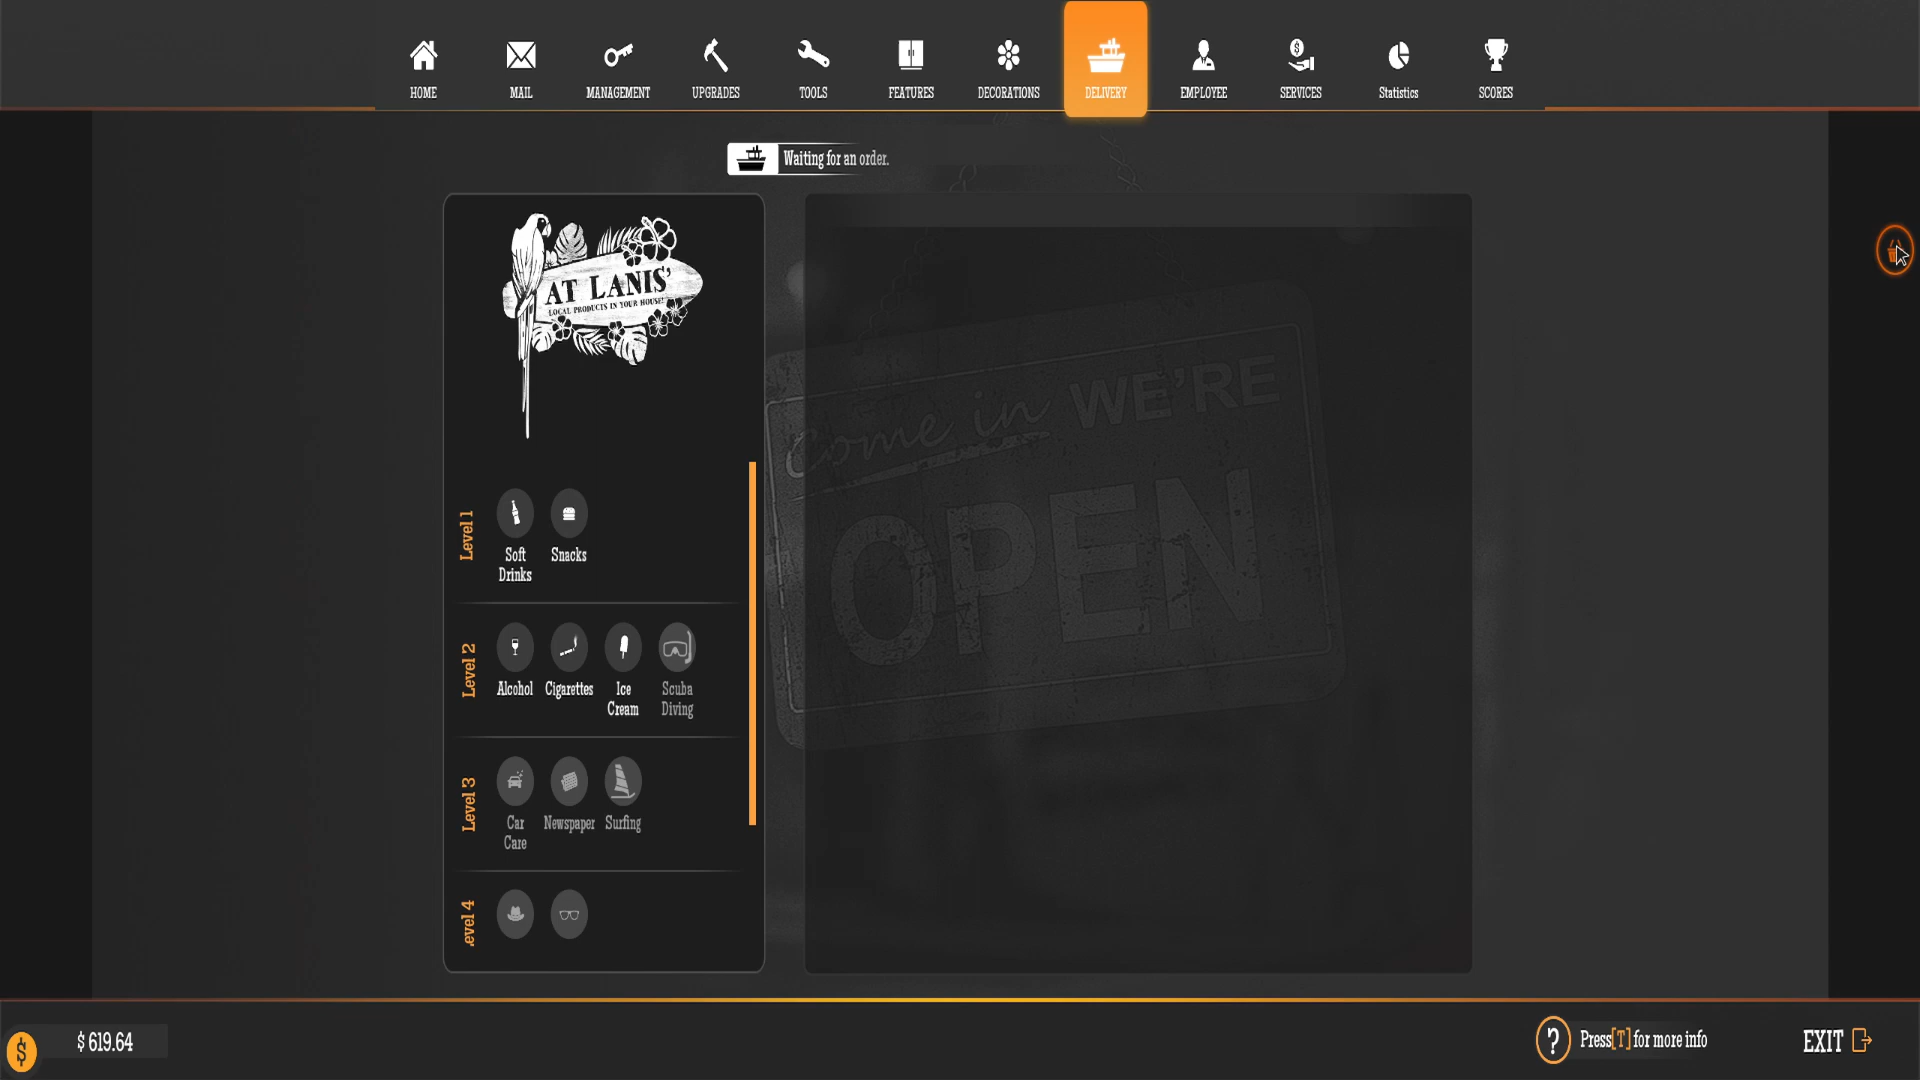 HOME
MAIL
MANAGEMENT
UPGRADES
TOOLS
FEATURES
DECORATIONS
DELIVERY
EMPLOYEE
SERVICES
Statistics
SCORES
Waiting for an order.
AT LANIS'
LOCAL PRODUCTS IN YOUR HOUSE!
Come in WE'RE
OPEN
Level 1
Soft
Drinks
Snacks
Level 2
Alcohol
Cigarettes
Ice
Cream
Scuba
Diving
Level 3
Car
Care
Newspaper
Surfing
evel 4
$ 619.64
Press[T] for more info
EXIT